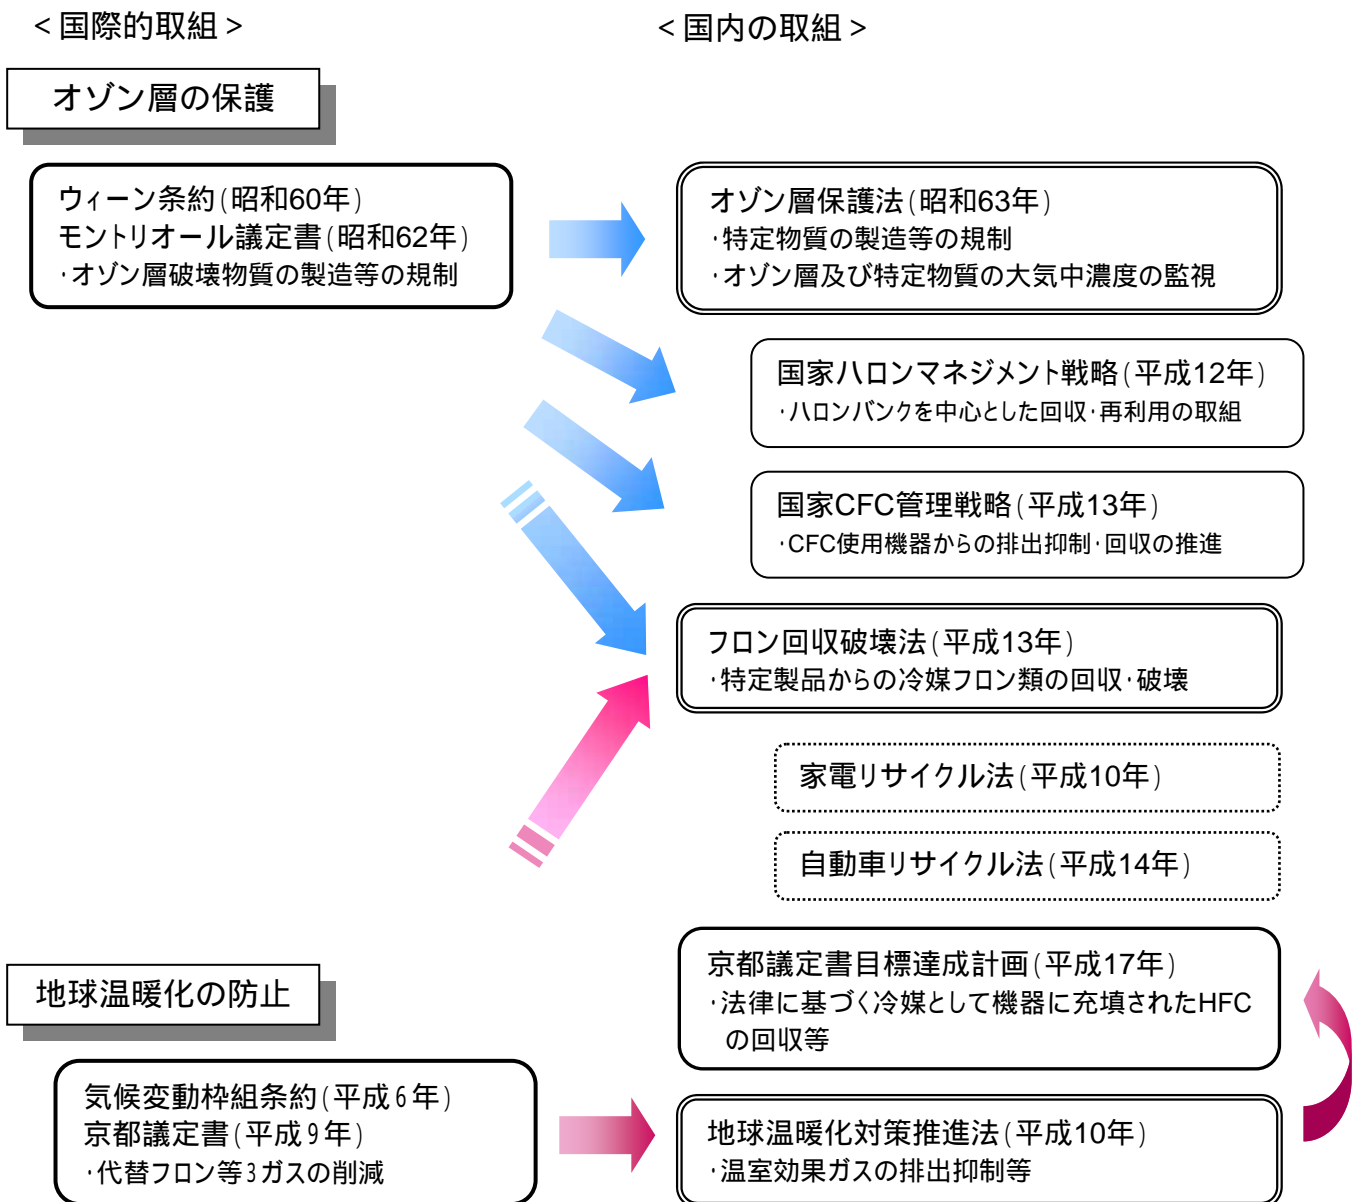 <国際的取組>
<国内の取組>
オゾン層の保護
ウィーン条約(昭和60年)
モントリオール議定書(昭和62年)
・オゾン層破壊物質の製造等の規制
オゾン層保護法(昭和63年)
・特定物質の製造等の規制
・オゾン層及び特定物質の大気中濃度の監視
国家ハロンマネジメント戦略(平成12年)
・ハロンバンクを中心とした回収・再利用の取組
国家CFC管理戦略(平成13年)
・CFC使用機器からの排出抑制・回収の推進
フロン回収破壊法(平成13年)
・特定製品からの冷媒フロン類の回収・破壊
家電リサイクル法(平成10年)
自動車リサイクル法(平成14年)
京都議定書目標達成計画(平成17年)
・法律に基づく冷媒として機器に充填されたHFC
の回収等
地球温暖化の防止
気候変動枠組条約(平成6年)
京都議定書(平成9年)
・代替フロン等3ガスの削減
地球温暖化対策推進法(平成10年)
・温室効果ガスの排出抑制等